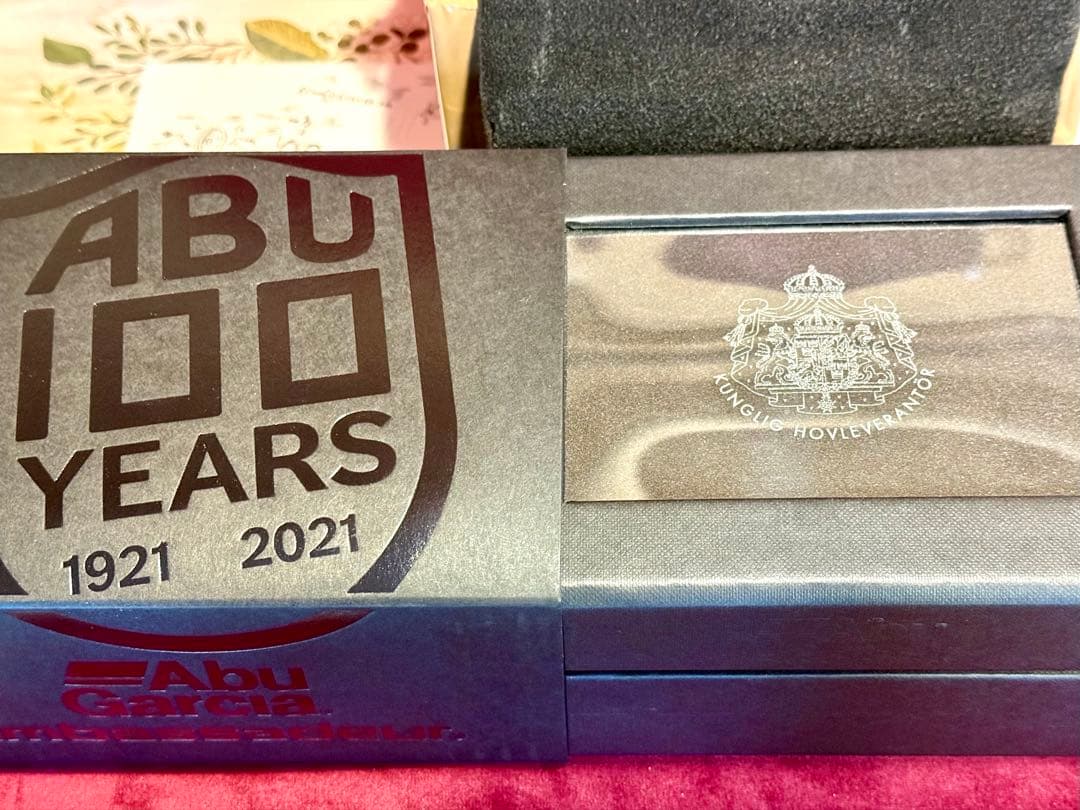 ABU
100
YEARS
1921 2021
Abu
Garcia
KUNGLIG HOVLEVERANTÖR